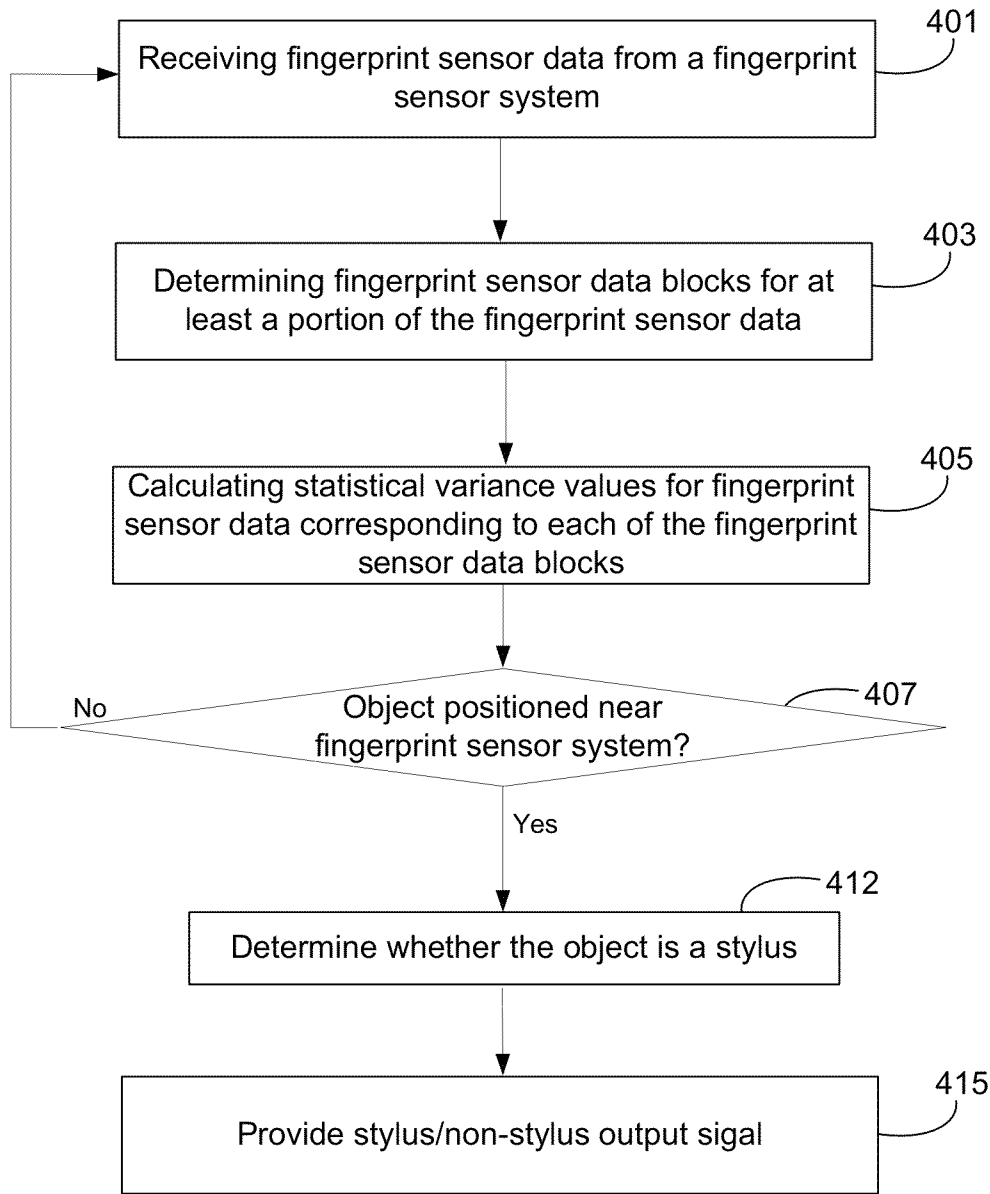 401
Receiving fingerprint sensor data from a fingerprint
sensor system
403
Determining fingerprint sensor data blocks for at
least a portion of the fingerprint sensor data
405
Calculating statistical variance values for fingerprint
sensor data corresponding to each of the fingerprint
sensor data blocks
407
No
Object positioned near
fingerprint sensor system?
Yes
412
Determine whether the object is a stylus
415
Provide stylus/non-stylus output sigal